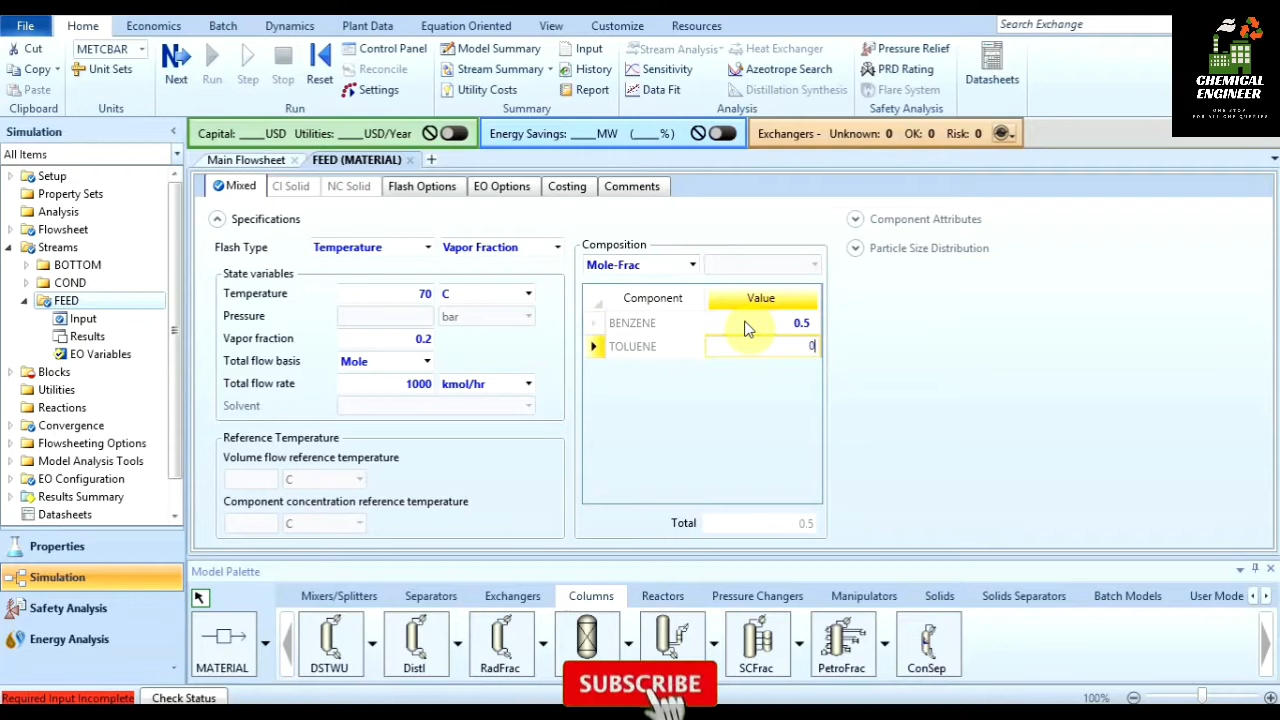 File Home Economics Batch Dynamics Plant Data Equation Oriented View Customize Resources Search Exchange
Cut METCBAR Control Panel Model Summary Input Stream Analysis Heat Exchanger Pressure Relief
Copy Unit Sets Next Run Step Stop Reset Reconcile Stream Summary History Sensitivity Azeotrope Search PRD Rating Datasheets
Paste Settings Utility Costs Report Data Fit Distillation Synthesis Flare System
Clipboard Units Run Summary Analysis Safety Analysis
CHEMICAL
ENGINEER
ONE STOP
FOR ALL CHE QUERIES
Simulation Capital: ____USD Utilities: ____USD/Year Energy Savings: ____MW (____%) Exchangers - Unknown: 0 OK: 0 Risk: 0
All Items Main Flowsheet FEED (MATERIAL) +
Setup
Property Sets
Analysis
Flowsheet
Streams
BOTTOM
COND
FEED
Input
Results
EO Variables
Blocks
Utilities
Reactions
Convergence
Flowsheeting Options
Model Analysis Tools
EO Configuration
Results Summary
Datasheets
Properties
Simulation
Safety Analysis
Energy Analysis
Mixed CI Solid NC Solid Flash Options EO Options Costing Comments
Specifications
Flash Type Temperature Vapor Fraction
State variables
Temperature 70 C
Pressure bar
Vapor fraction 0.2
Total flow basis Mole
Total flow rate 1000 kmol/hr
Solvent
Reference Temperature
Volume flow reference temperature
C
Component concentration reference temperature
C
Composition
Mole-Frac
Component Value
BENZENE 0.5
TOLUENE 0
Total 0.5
Component Attributes
Particle Size Distribution
Model Palette
Mixers/Splitters Separators Exchangers Columns Reactors Pressure Changers Manipulators Solids Solids Separators Batch Models User Mode
MATERIAL DSTWU Distl RadFrac SCFrac PetroFrac ConSep
SUBSCRIBE
Required Input Incomplete Check Status 100%